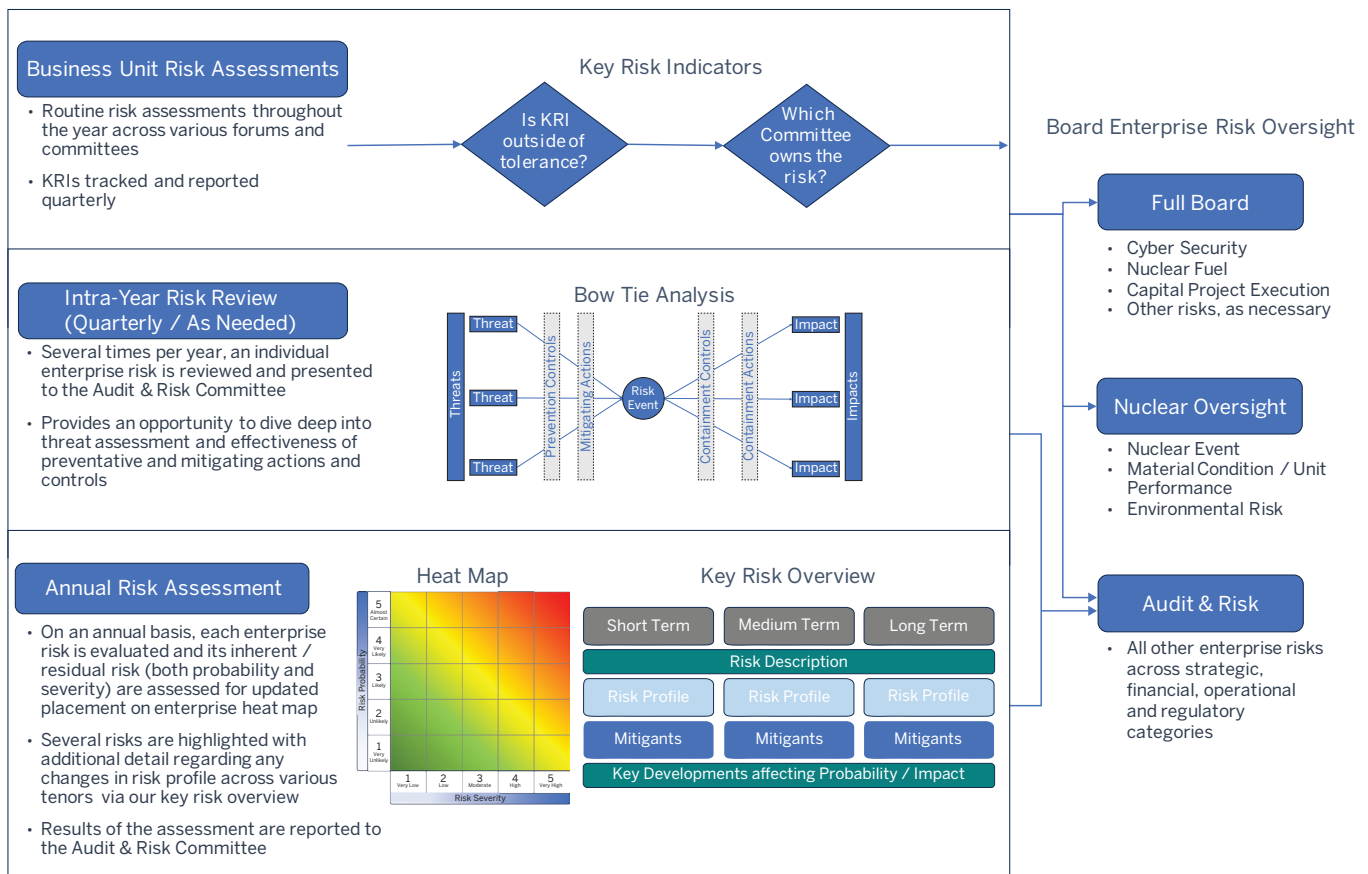 Business Unit Risk Assessments
• Routine risk assessments throughout
the year across various forums and
committees
• KRIs tracked and reported
quarterly
Key Risk Indicators
Is KRI
outside of
tolerance?
Which
Committee
owns the
risk?
Intra-Year Risk Review
(Quarterly / As Needed)
• Several times per year, an individual
enterprise risk is reviewed and presented
to the Audit & Risk Committee
• Provides an opportunity to dive deep into
threat assessment and effectiveness of
preventative and mitigating actions and
controls
Bow Tie Analysis
Threats
Threat
Threat
Threat
Prevention Controls
Mitigating Actions
Risk
Event
Containment Controls
Containment Actions
Impact
Impact
Impact
Impacts
Annual Risk Assessment
• On an annual basis, each enterprise
risk is evaluated and its inherent /
residual risk (both probability and
severity) are assessed for updated
placement on enterprise heat map
• Several risks are highlighted with
additional detail regarding any
changes in risk profile across various
tenors via our key risk overview
• Results of the assessment are reported to
the Audit & Risk Committee
Heat Map
Risk Probability
5
Almost
Certain
4
Very
Likely
3
Likely
2
Unlikely
1
Very
Unlikely
1 2 3 4 5
Very Low Low Moderate High Very High
Risk Severity
Key Risk Overview
Short Term Medium Term Long Term
Risk Description
Risk Profile Risk Profile Risk Profile
Mitigants Mitigants Mitigants
Key Developments affecting Probability / Impact
Board Enterprise Risk Oversight
Full Board
• Cyber Security
• Nuclear Fuel
• Capital Project Execution
• Other risks, as necessary
Nuclear Oversight
• Nuclear Event
• Material Condition / Unit
Performance
• Environmental Risk
Audit & Risk
• All other enterprise risks
across strategic,
financial, operational
and regulatory
categories